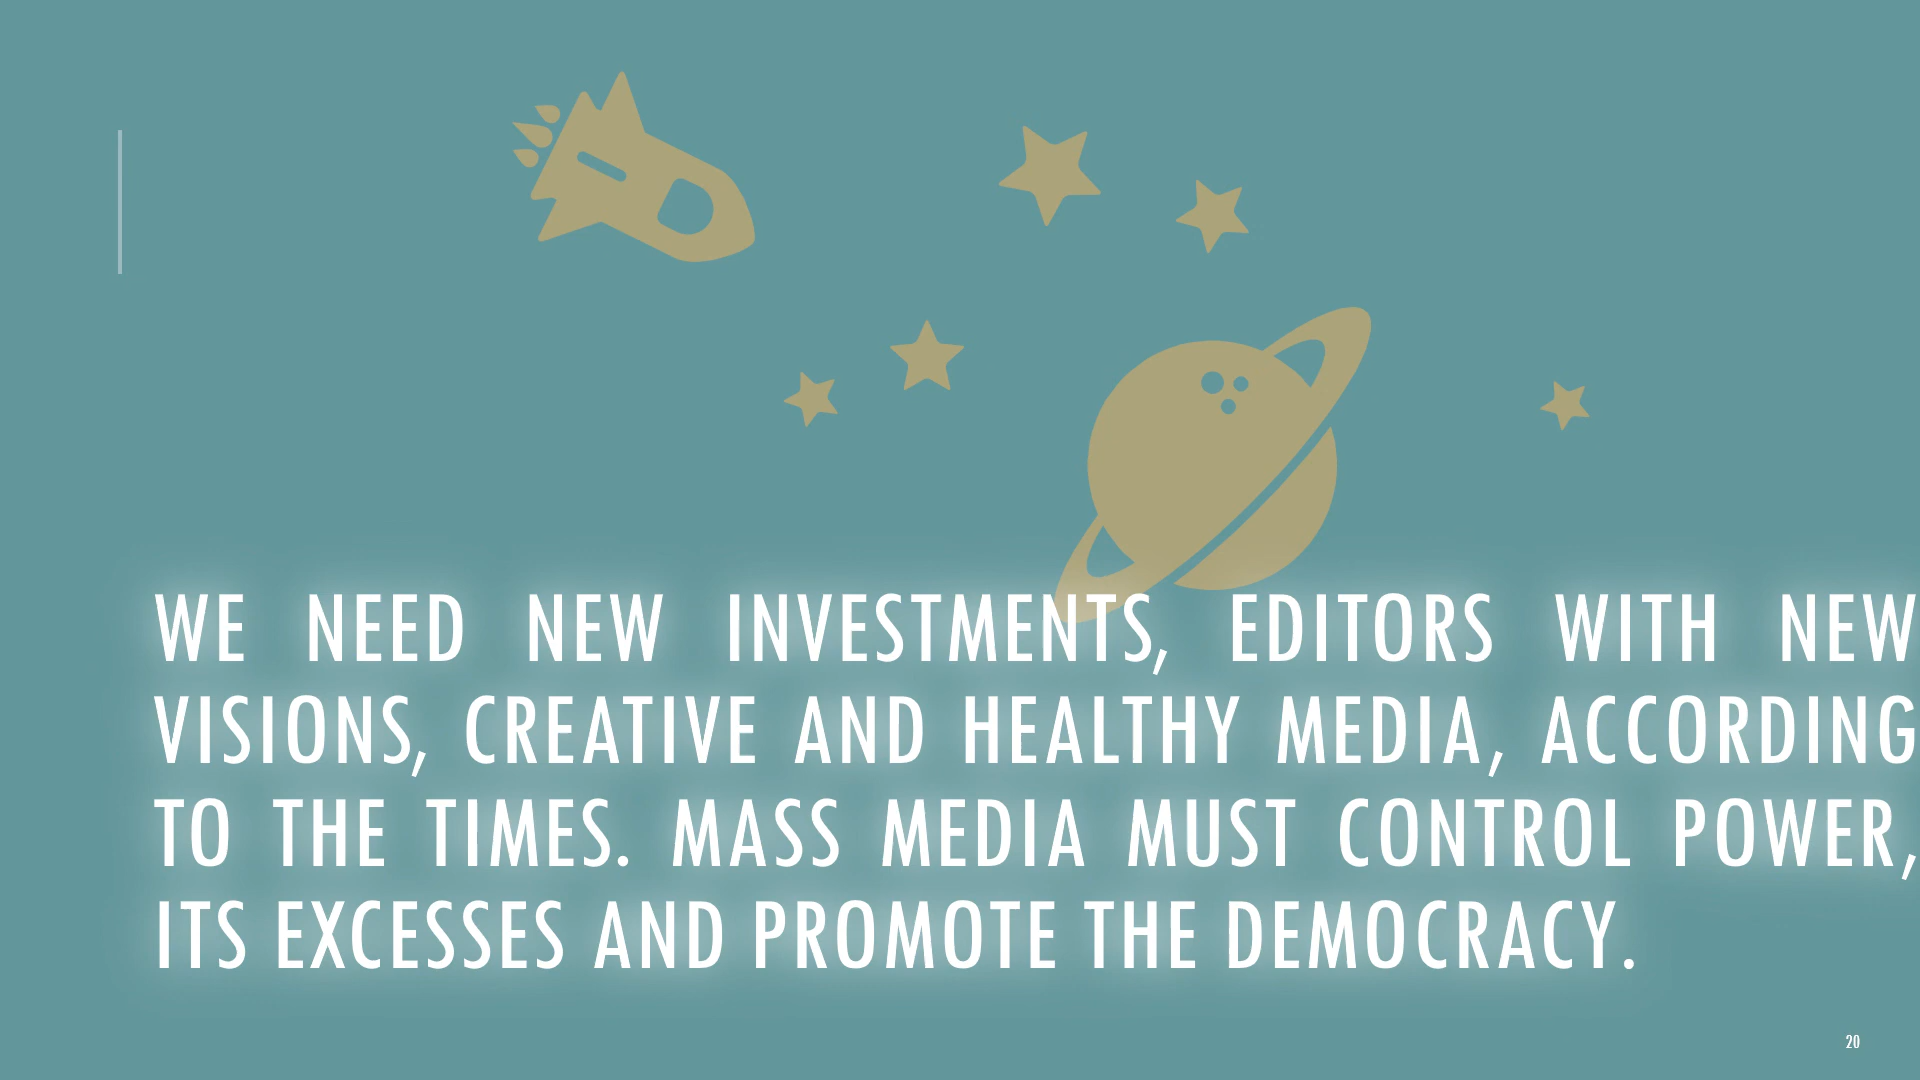 WE NEED NEW INVESTMENTS, EDITORS WITH NEW
VISIONS, CREATIVE AND HEALTHY MEDIA, ACCORDING
TO THE TIMES. MASS MEDIA MUST CONTROL POWER,
ITS EXCESSES AND PROMOTE THE DEMOCRACY.
20